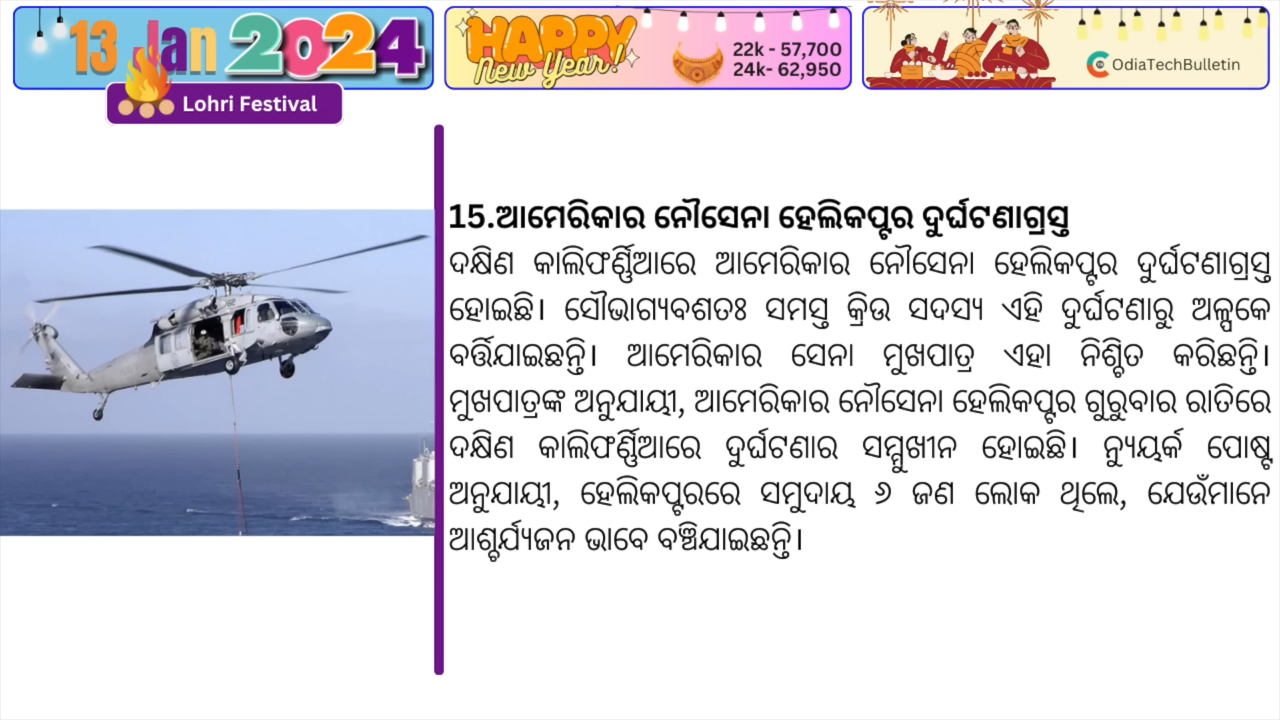 13 Jan 2024
Lohri Festival
HAPPY
New Year!
22k - 57,700
24k- 62,950
OdiaTechBulletin
15.ଆମେରିକାର ନୌସେନା ହେଲିକପ୍ଟର ଦୁର୍ଘଟଣାଗ୍ରସ୍ତ
ଦକ୍ଷିଣ କାଲିଫର୍ଣ୍ଣିଆରେ ଆମେରିକାର ନୌସେନା ହେଲିକପ୍ଟର ଦୁର୍ଘଟଣାଗ୍ରସ୍ତ
ହୋଇଛି। ସୌଭାଗ୍ୟବଶତଃ ସମସ୍ତ କ୍ରିଉ ସଦସ୍ୟ ଏହି ଦୁର୍ଘଟଣାରୁ ଅଳ୍ପକେ
ବର୍ତ୍ତିଯାଇଛନ୍ତି। ଆମେରିକାର ସେନା ମୁଖପାତ୍ର ଏହା ନିଶ୍ଚିତ କରିଛନ୍ତି।
ମୁଖପାତ୍ରଙ୍କ ଅନୁଯାୟୀ, ଆମେରିକାର ନୌସେନା ହେଲିକପ୍ଟର ଗୁରୁବାର ରାତିରେ
ଦକ୍ଷିଣ କାଲିଫର୍ଣ୍ଣିଆରେ ଦୁର୍ଘଟଣାର ସମ୍ମୁଖୀନ ହୋଇଛି। ନ୍ୟୁୟର୍କ ପୋଷ୍ଟ
ଅନୁଯାୟୀ, ହେଲିକପ୍ଟରରେ ସମୁଦାୟ ୬ ଜଣ ଲୋକ ଥିଲେ, ଯେଉଁମାନେ
ଆଶ୍ଚର୍ଯ୍ୟଜନ ଭାବେ ବଞ୍ଚିଯାଇଛନ୍ତି।